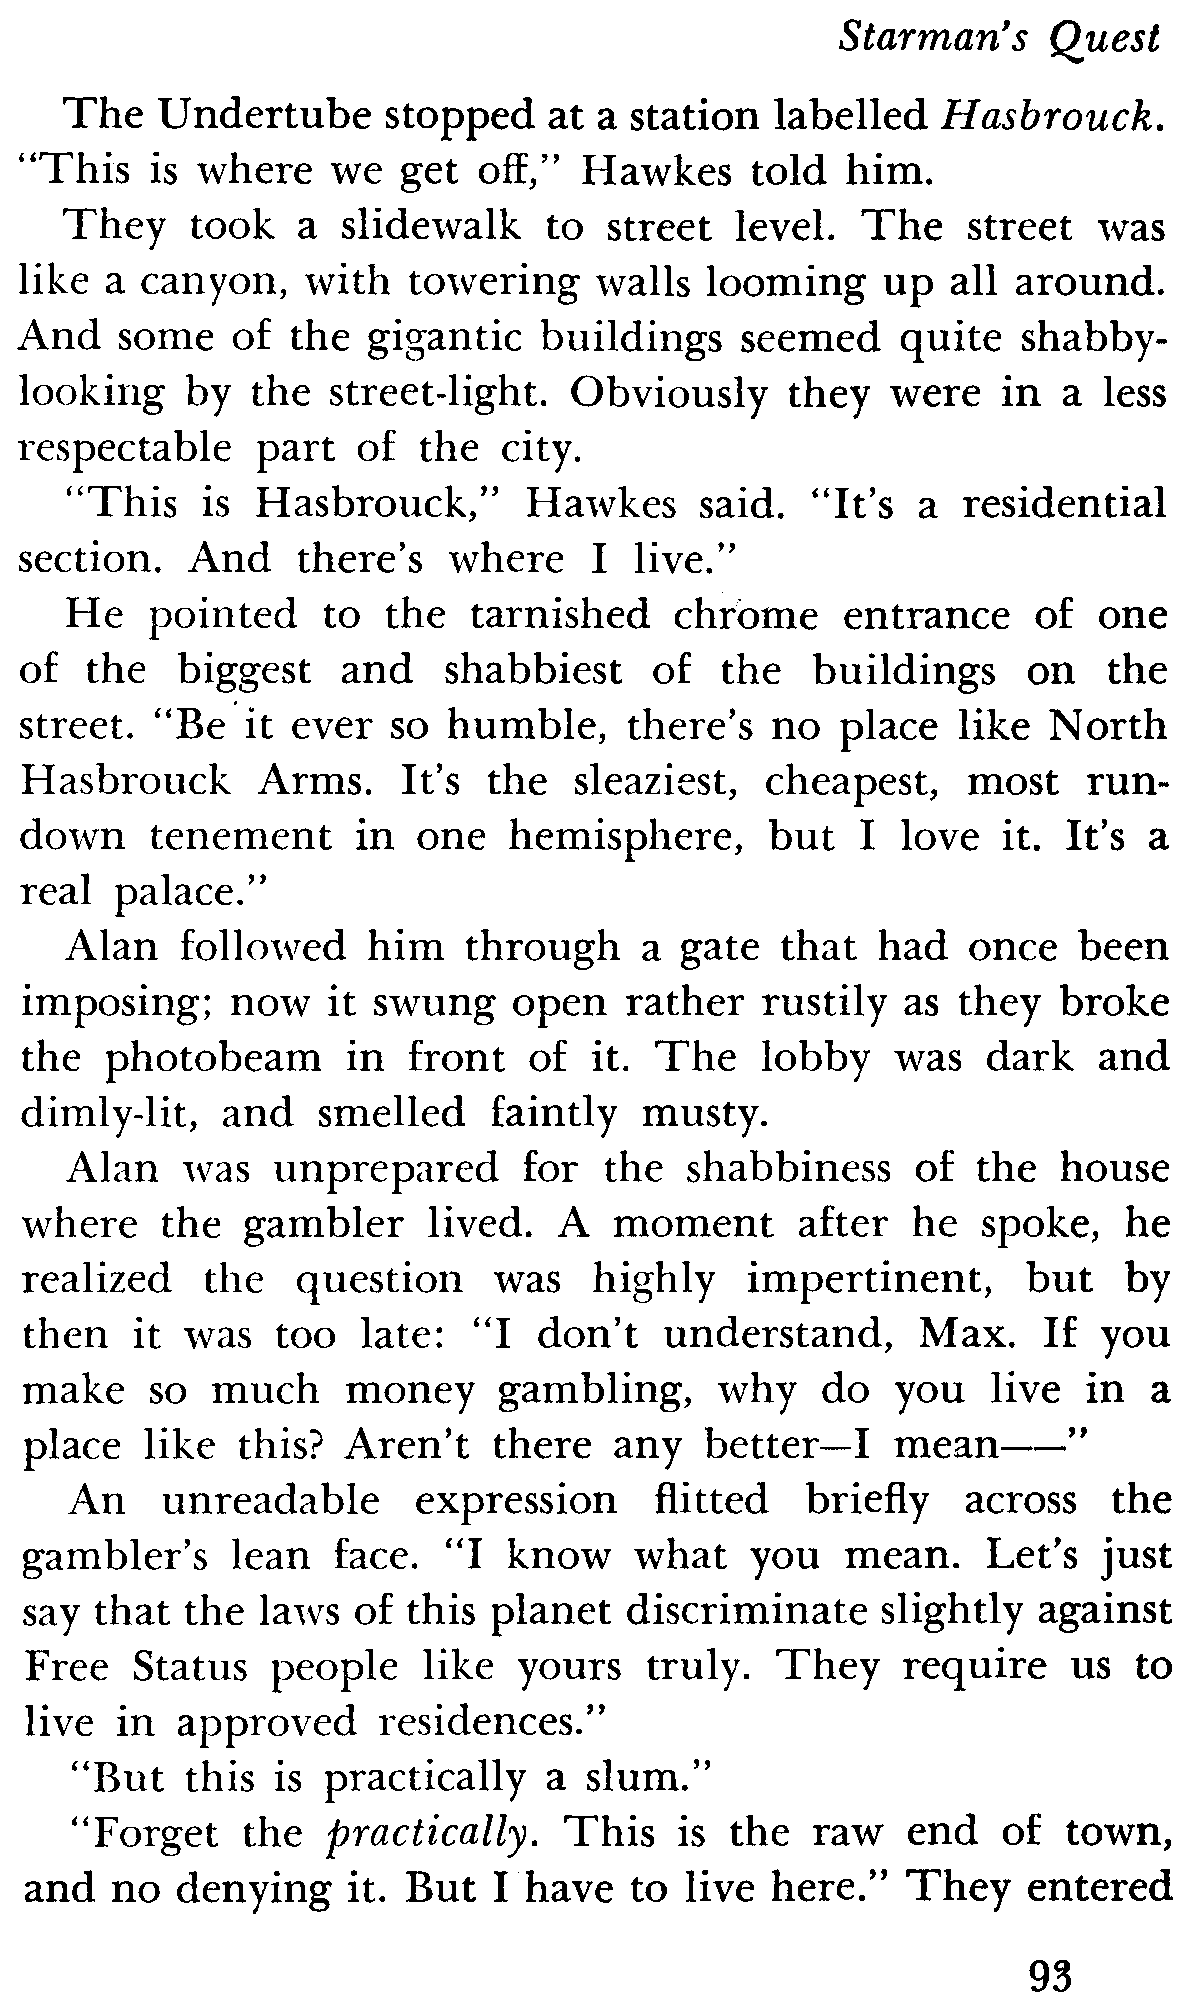 Starman's Quest
The Undertube stopped at a station labelled Hasbrouck.
"This is where we get off," Hawkes told him.
They took a slidewalk to street level. The street was
like a canyon, with towering walls looming up all around.
And some of the gigantic buildings seemed quite shabby-
looking by the street-light. Obviously they were in a less
respectable part of the city.
"This is Hasbrouck," Hawkes said. "It's a residential
section. And there's where I live."
He pointed to the tarnished chrome entrance of one
of the biggest and shabbiest of the buildings on the
street. "Be it ever so humble, there's no place like North
Hasbrouck Arms. It's the sleaziest, cheapest, most run-
down tenement in one hemisphere, but I love it. It's a
real palace."
Alan followed him through a gate that had once been
imposing; now it swung open rather rustily as they broke
the photobeam in front of it. The lobby was dark and
dimly-lit, and smelled faintly musty.
Alan was unprepared for the shabbiness of the house
where the gambler lived. A moment after he spoke, he
realized the question was highly impertinent, but by
then it was too late: "I don't understand, Max. If you
make so much money gambling, why do you live in a
place like this? Aren't there any better—I mean——"
An unreadable expression flitted briefly across the
gambler's lean face. "I know what you mean. Let's just
say that the laws of this planet discriminate slightly against
Free Status people like yours truly. They require us to
live in approved residences."
"But this is practically a slum."
"Forget the practically. This is the raw end of town,
and no denying it. But I have to live here." They entered
93